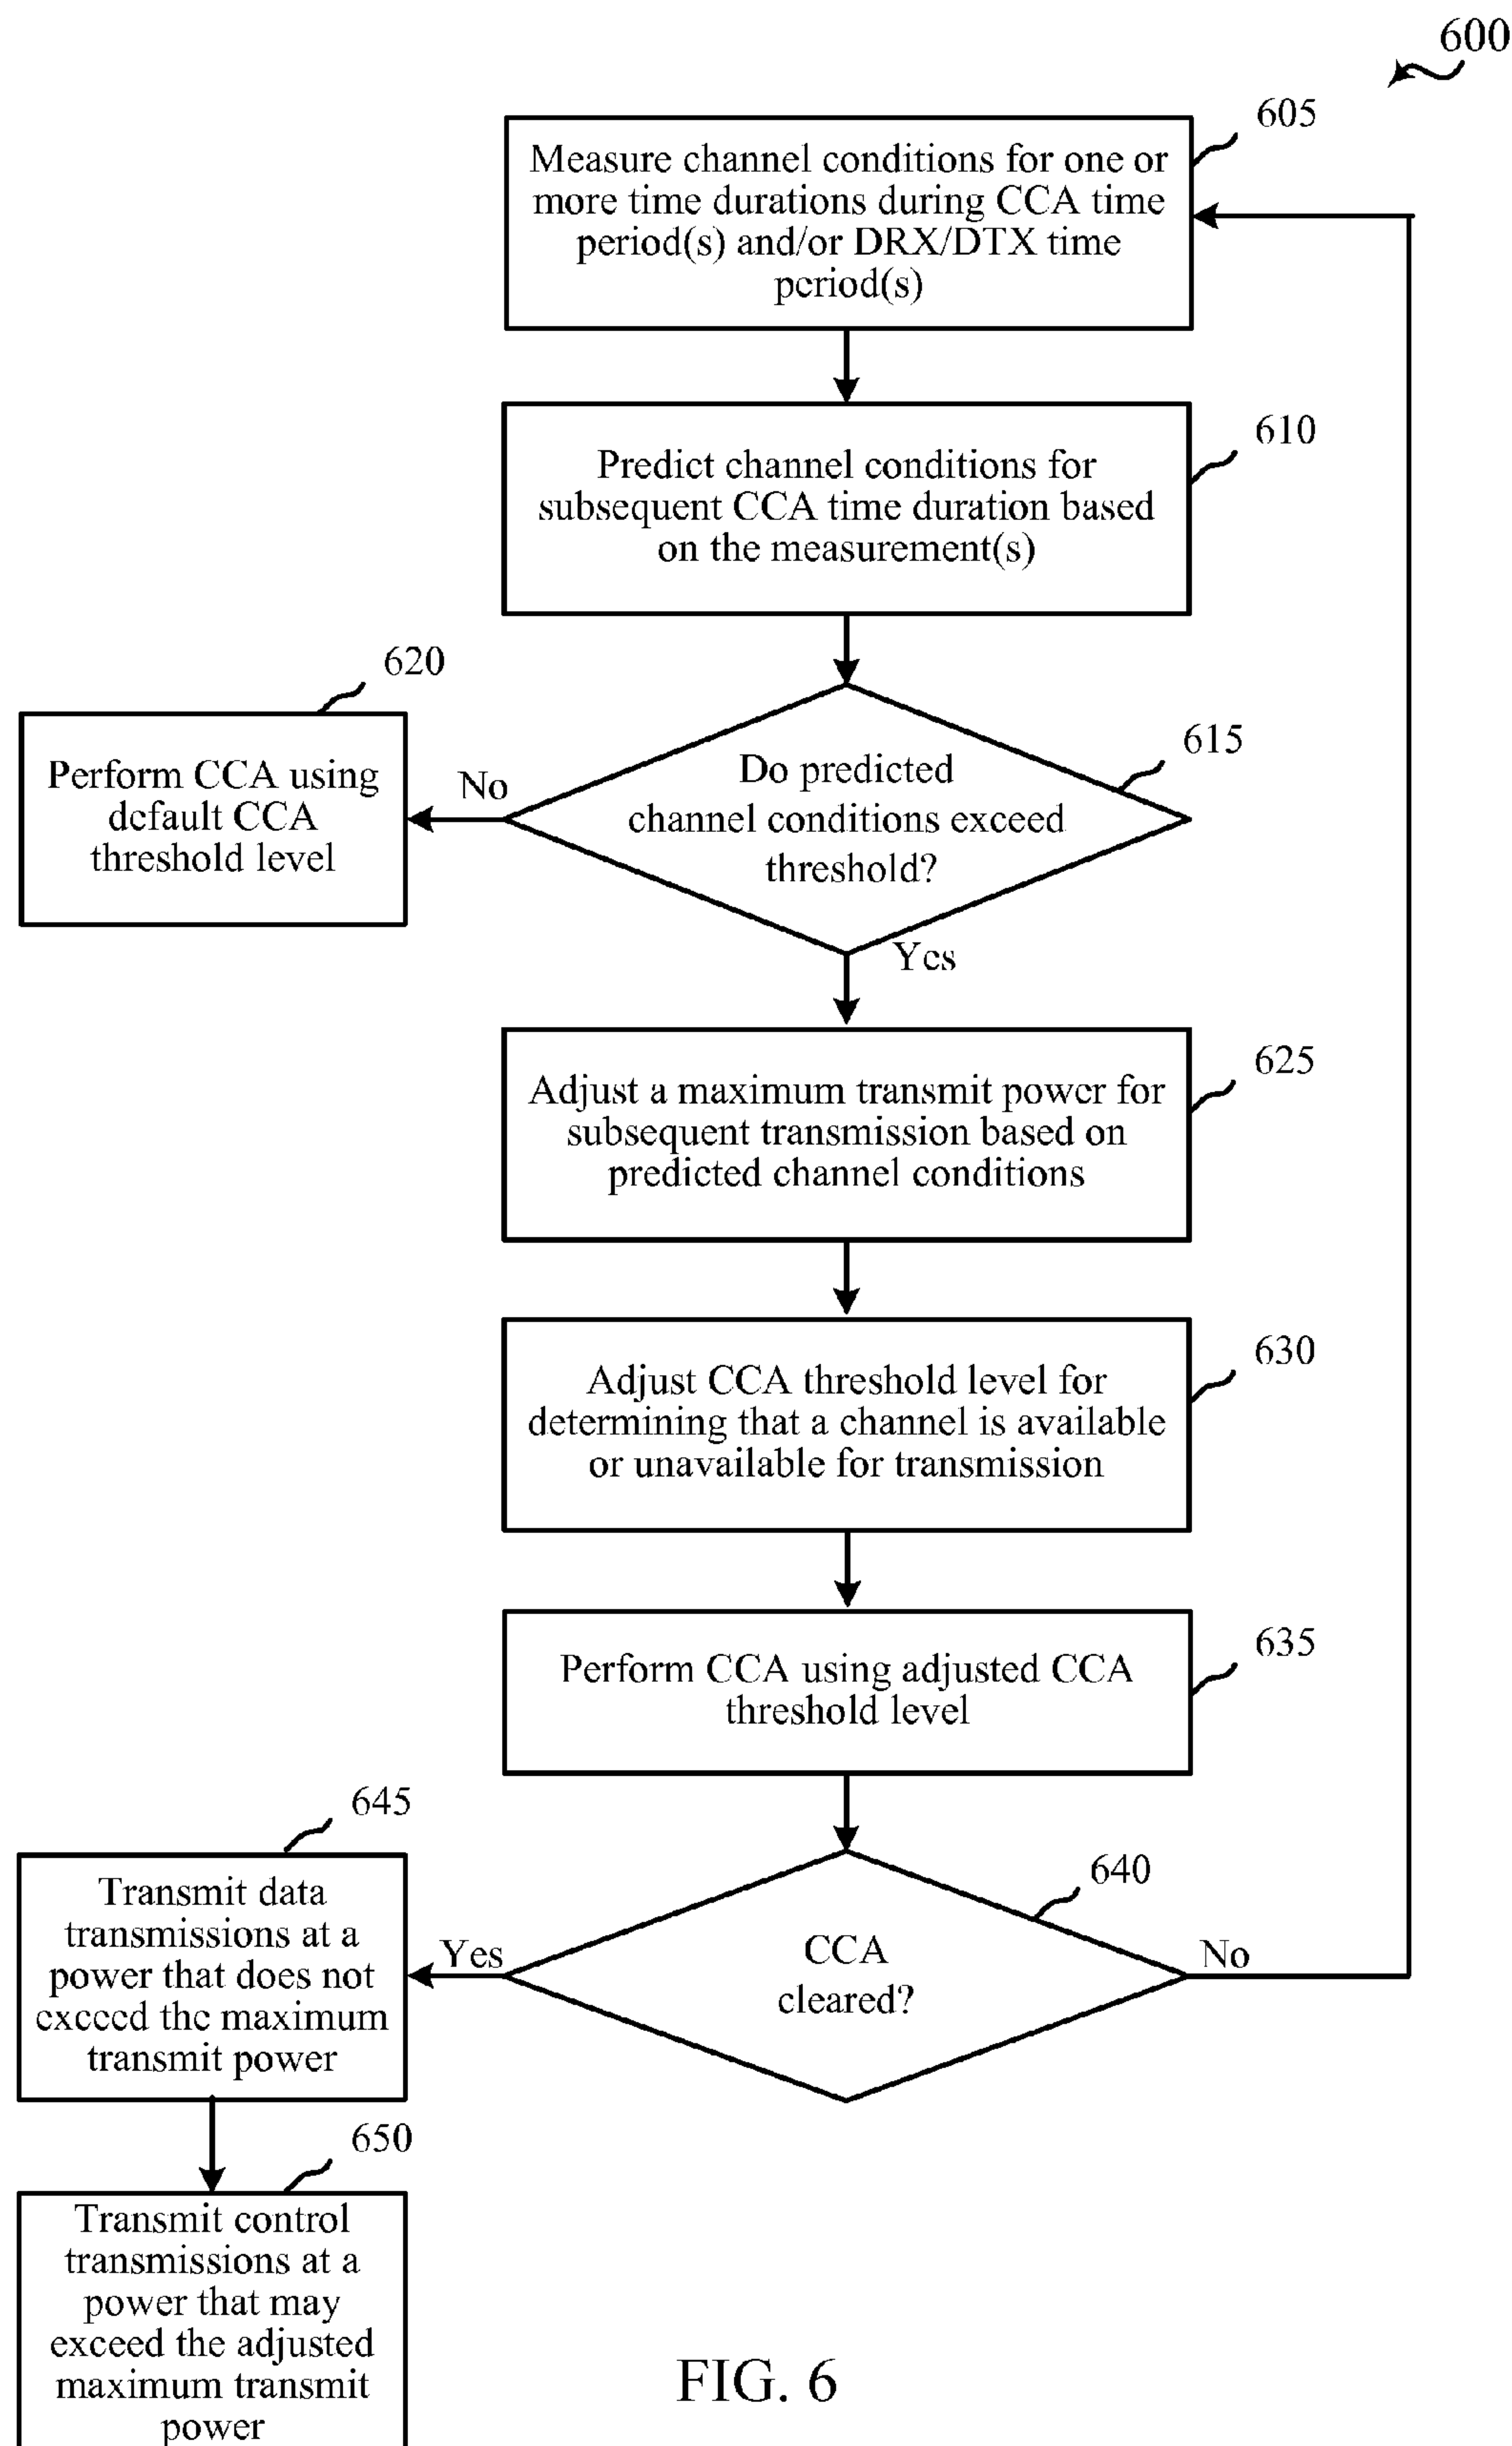 600
605
Measure channel conditions for one or
more time durations during CCA time
period(s) and/or DRX/DTX time
period(s)
610
Predict channel conditions for
subsequent CCA time duration based
on the measurement(s)
620
Perform CCA using
default CCA
threshold level
No
615
Do predicted
channel conditions exceed
threshold?
Yes
625
Adjust a maximum transmit power for
subsequent transmission based on
predicted channel conditions
630
Adjust CCA threshold level for
determining that a channel is available
or unavailable for transmission
635
Perform CCA using adjusted CCA
threshold level
640
CCA
cleared?
No
Yes
645
Transmit data
transmissions at a
power that does not
exceed the maximum
transmit power
650
Transmit control
transmissions at a
power that may
exceed the adjusted
maximum transmit
power
FIG. 6